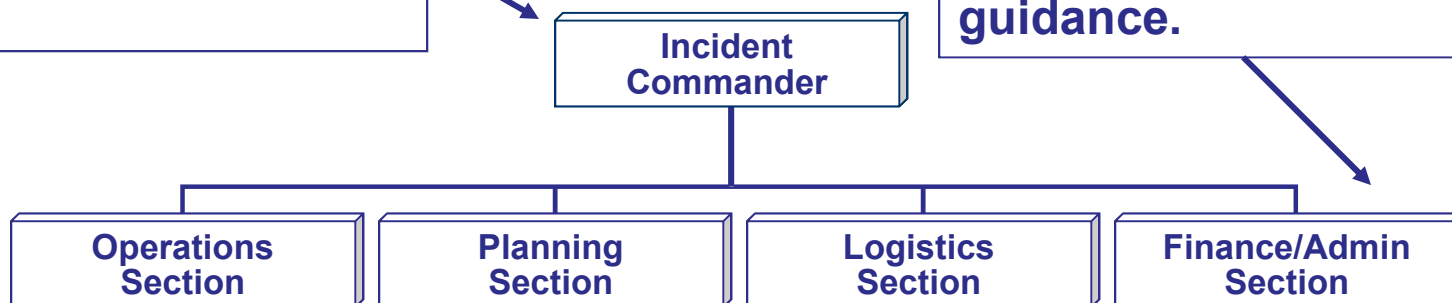 guidance.
Incident
Commander
Operations
Section
Planning
Section
Logistics
Section
Finance/Admin
Section